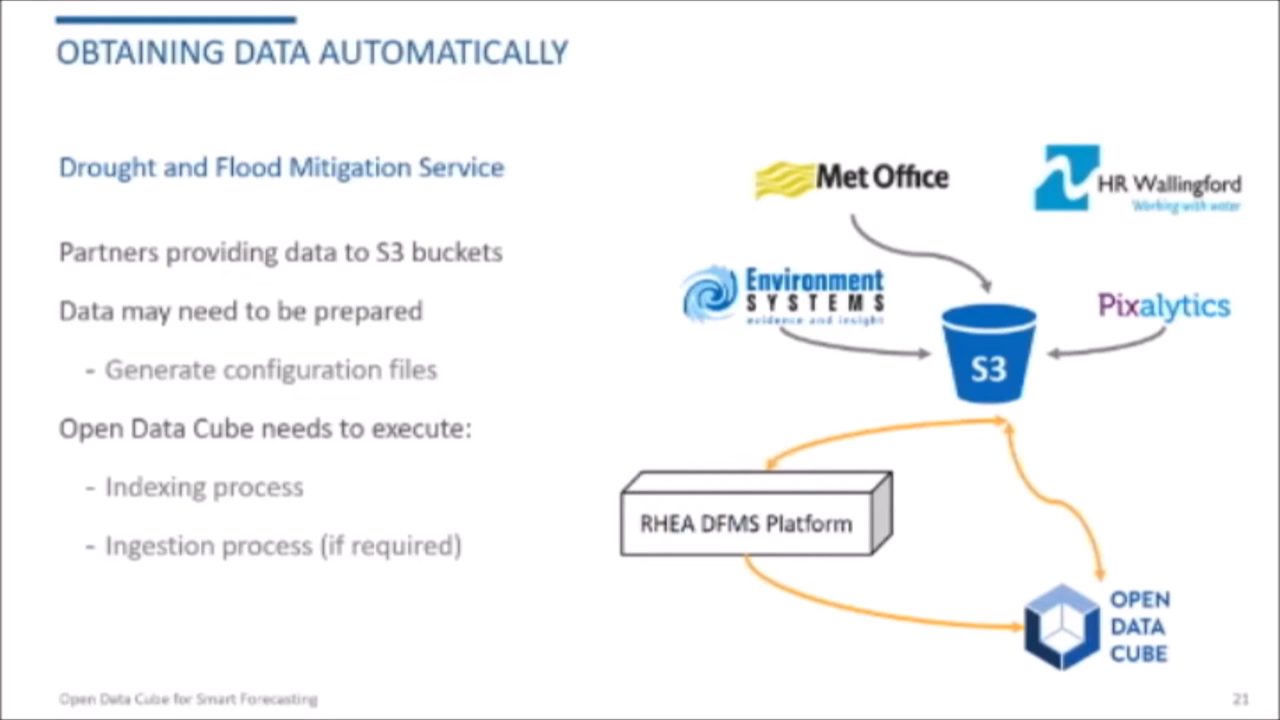 OBTAINING DATA AUTOMATICALLY
Drought and Flood Mitigation Service
Partners providing data to S3 buckets
Data may need to be prepared
- Generate configuration files
Open Data Cube needs to execute:
- Indexing process
- Ingestion process (if required)
Met Office
HR Wallingford
Working with water
Environment
SYSTEMS
evidence and insight
Pixalytics
S3
RHEA DFMS Platform
OPEN
DATA
CUBE
Open Data Cube for Smart Forecasting
21